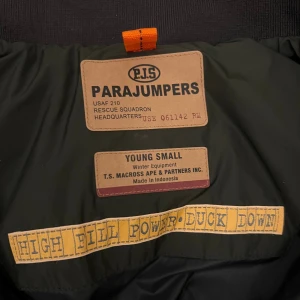 P.J.S
PARAJUMPERS
USAF 210
RESCUE SQUADRON
HEADQUARTERS
YOUNG SMALL
Winter Equipment
T.S. MACROSS APE & PARTNERS INC.
Made in Indonesia
HIGH FILL POWER·DUCK DOWN